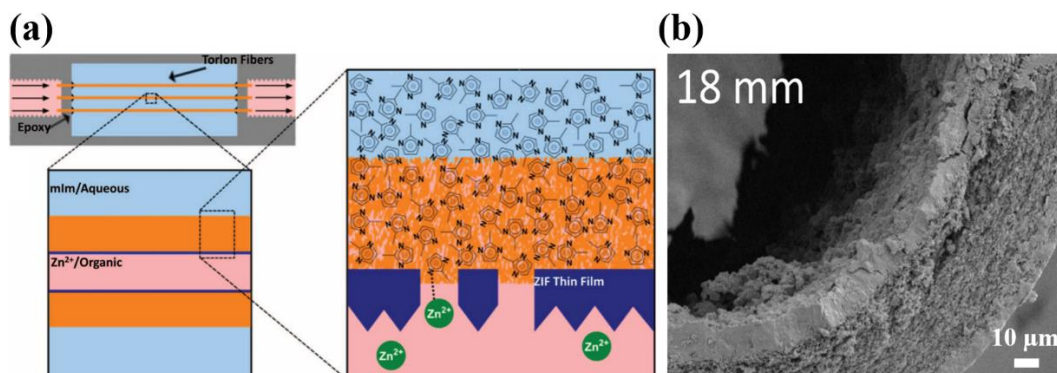 (a)
(b)
Torlon Fibers
Epoxy
mIm/Aqueous
Zn²⁺/Organic
ZIF Thin Film
Zn²⁺
Zn²⁺
Zn²⁺
18 mm
10 µm